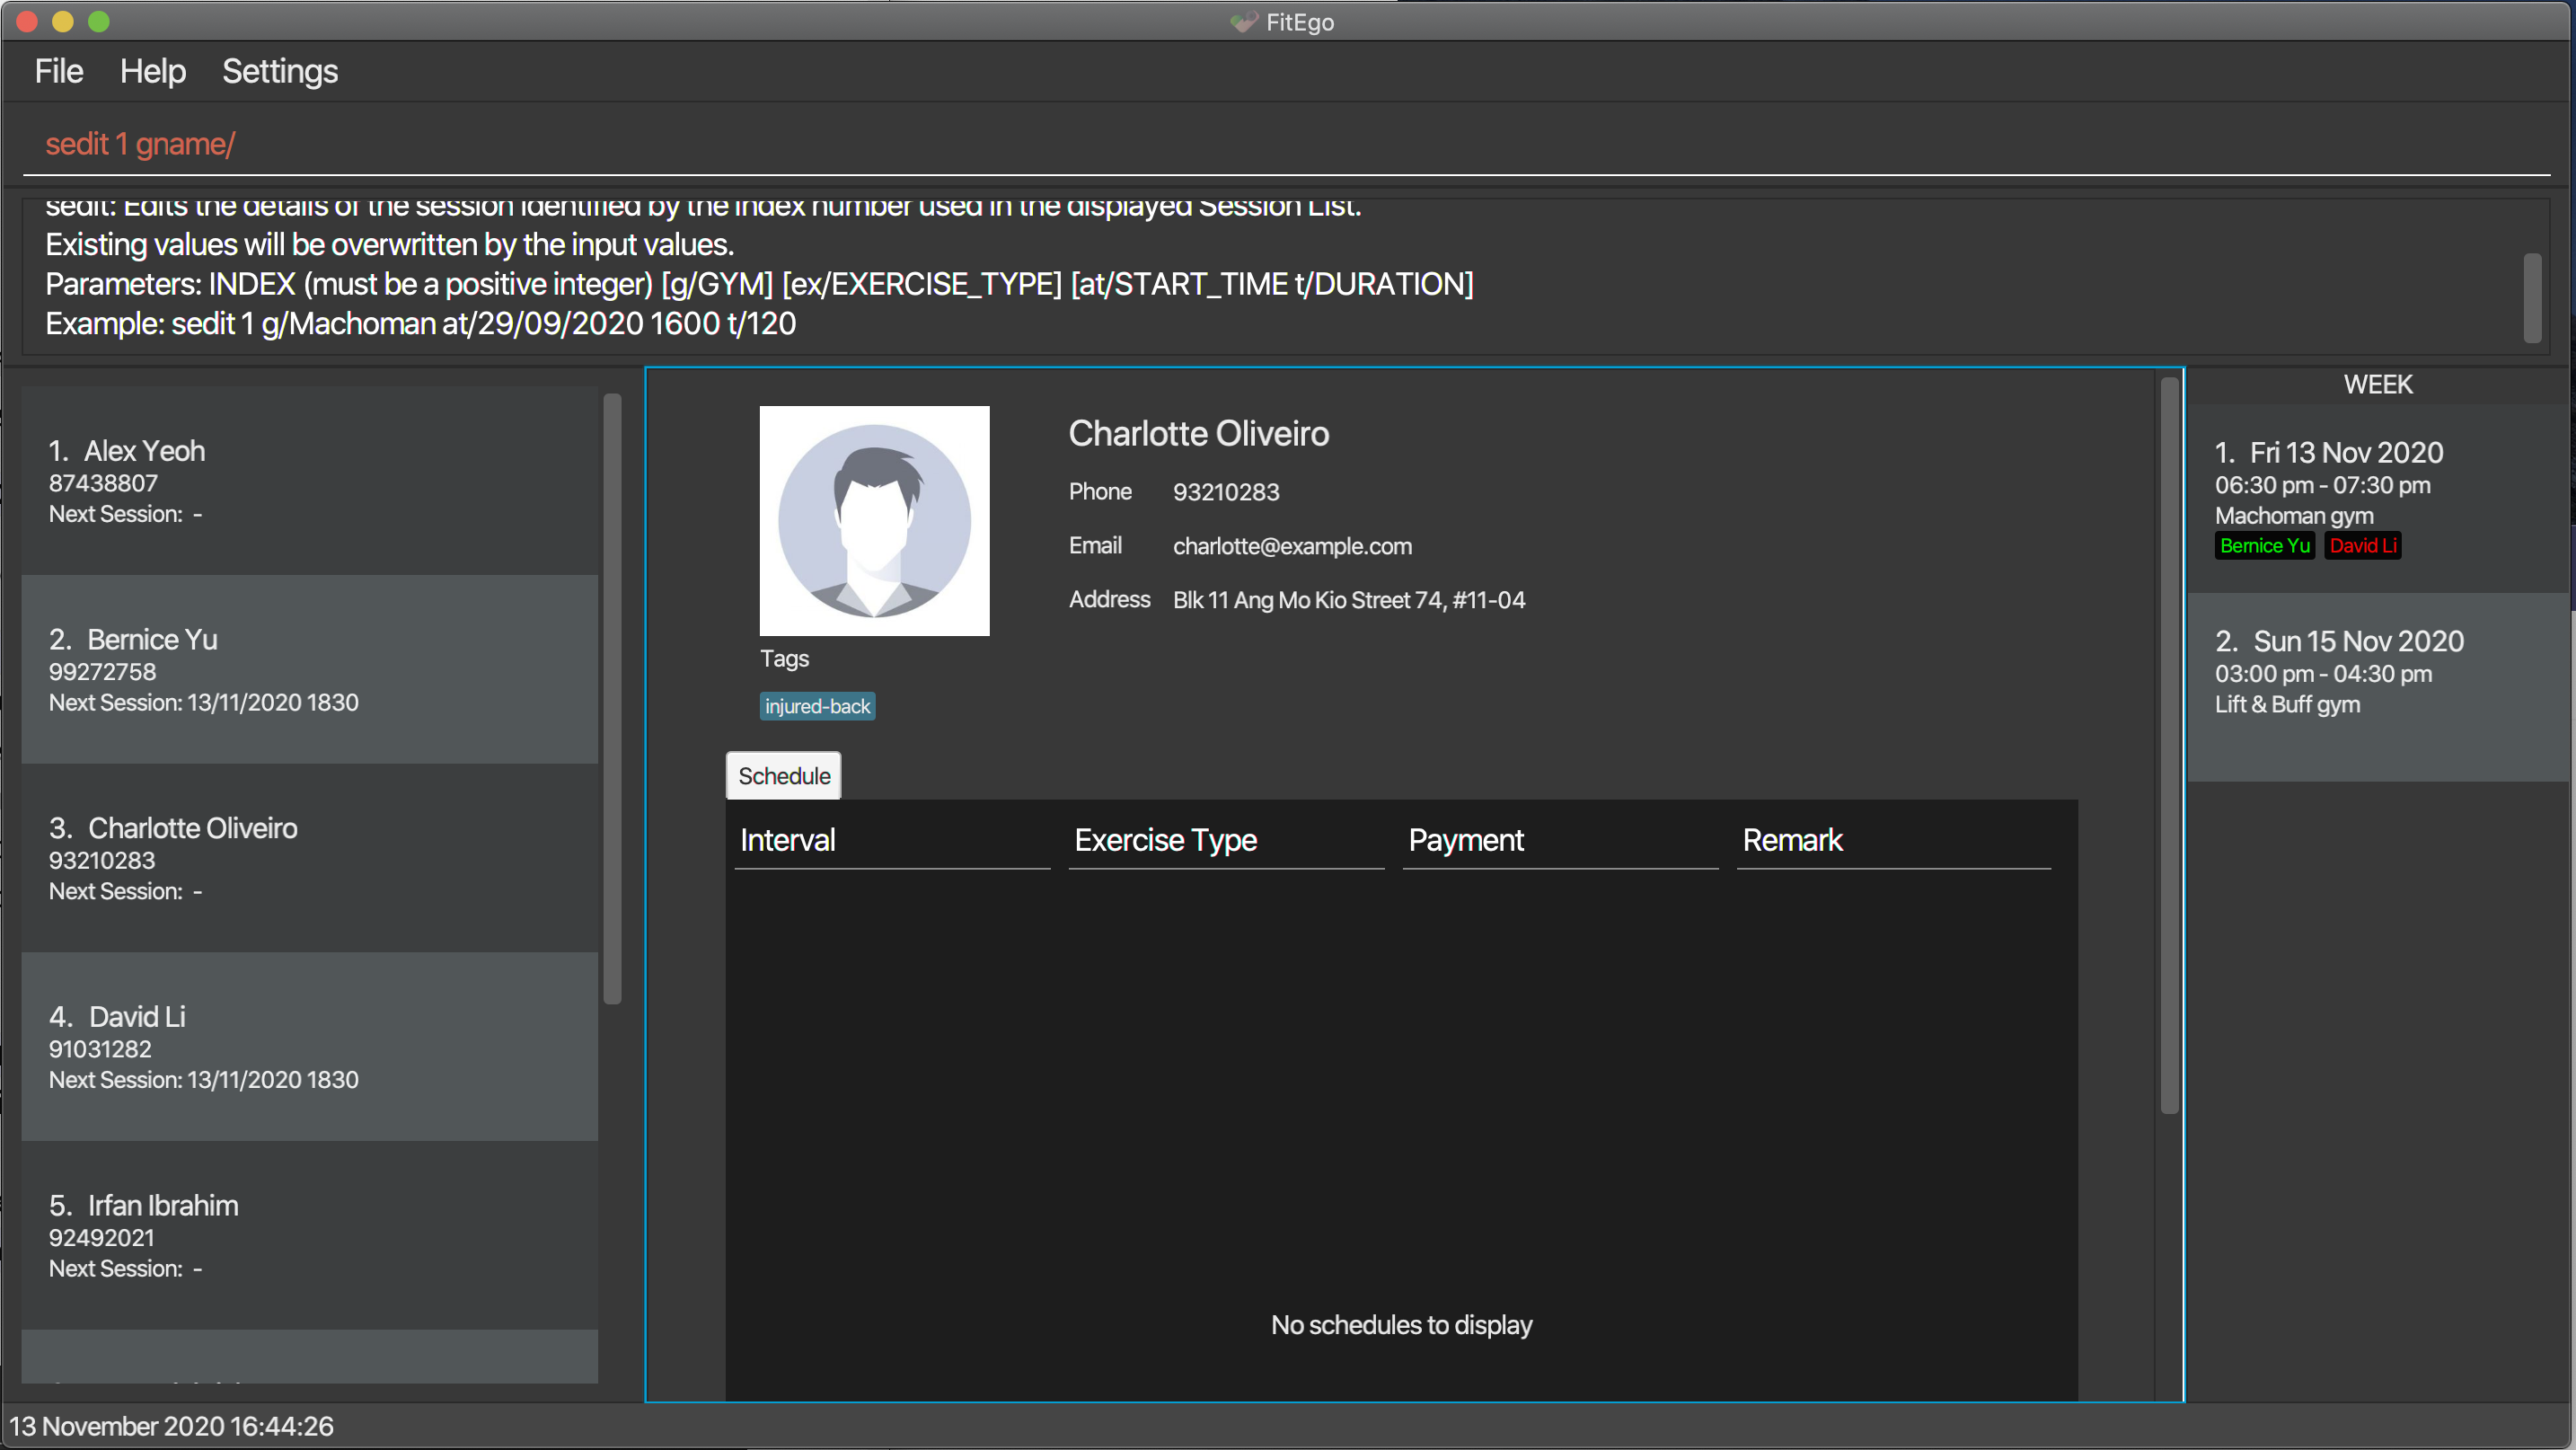 FitEgo
File Help Settings
sedit 1 gname/
sedit: Edits the details of the session identified by the index number used in the displayed Session List.
Existing values will be overwritten by the input values.
Parameters: INDEX (must be a positive integer) [g/GYM] [ex/EXERCISE_TYPE] [at/START_TIME t/DURATION]
Example: sedit 1 g/Machoman at/29/09/2020 1600 t/120
1. Alex Yeoh
87438807
Next Session: -
2. Bernice Yu
99272758
Next Session: 13/11/2020 1830
3. Charlotte Oliveiro
93210283
Next Session: -
4. David Li
91031282
Next Session: 13/11/2020 1830
5. Irfan Ibrahim
92492021
Next Session: -
Charlotte Oliveiro
Phone 93210283
Email charlotte@example.com
Address Blk 11 Ang Mo Kio Street 74, #11-04
Tags
injured-back
Schedule
Interval Exercise Type Payment Remark
No schedules to display
WEEK
1. Fri 13 Nov 2020
06:30 pm - 07:30 pm
Machoman gym
Bernice Yu David Li
2. Sun 15 Nov 2020
03:00 pm - 04:30 pm
Lift & Buff gym
13 November 2020 16:44:26